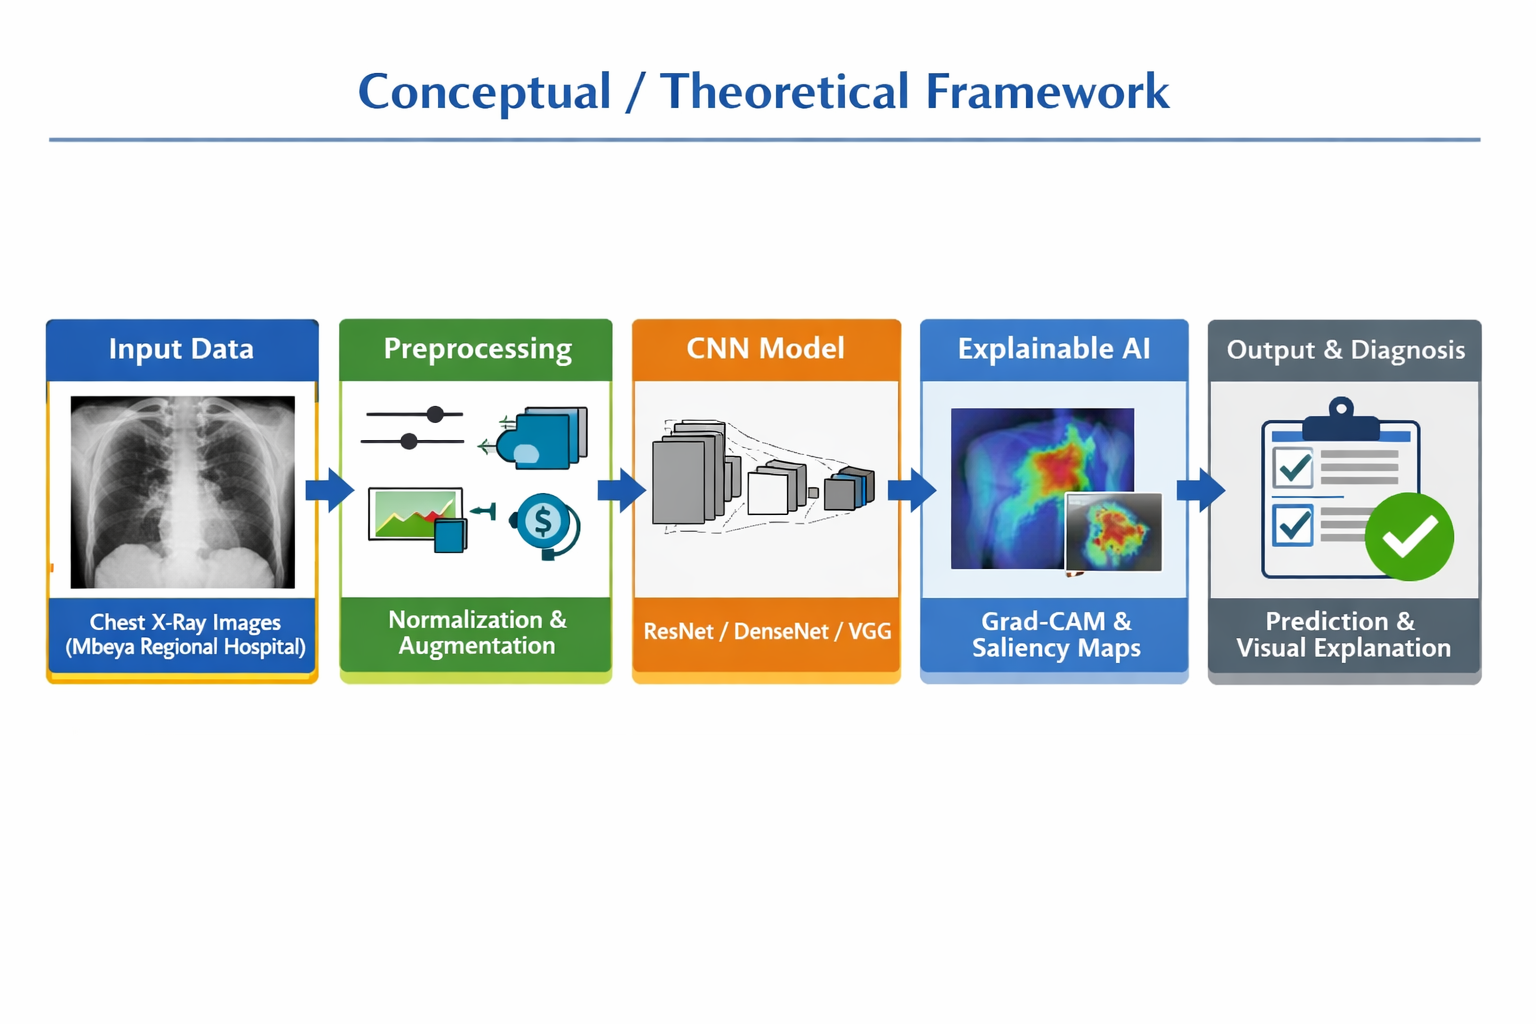 Conceptual / Theoretical Framework
Input Data
Chest X-Ray Images
(Mbeya Regional Hospital)
Preprocessing
$
Normalization &
Augmentation
CNN Model
ResNet / DenseNet / VGG
Explainable AI
Grad-CAM &
Saliency Maps
Output & Diagnosis
Prediction &
Visual Explanation